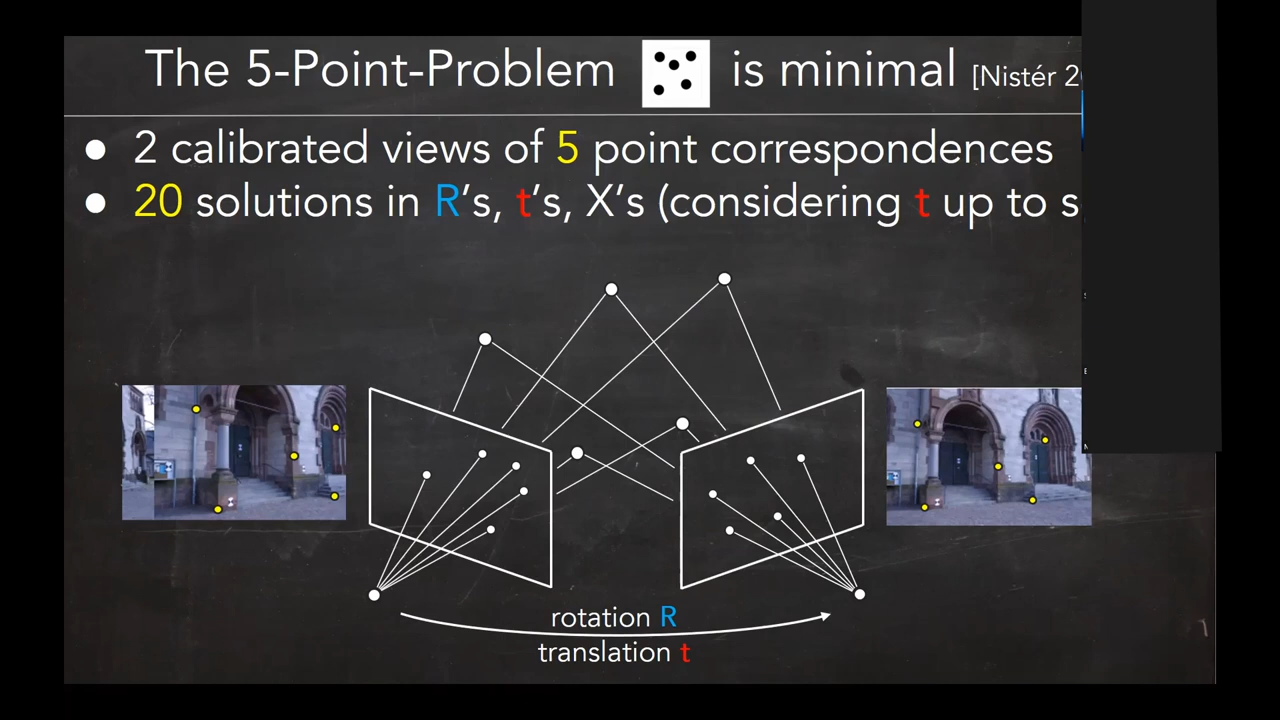 The 5-Point-Problem is minimal [Nistér
● 2 calibrated views of 5 point correspondences
● 20 solutions in R's, t's, X's (considering t up to
rotation R
translation t